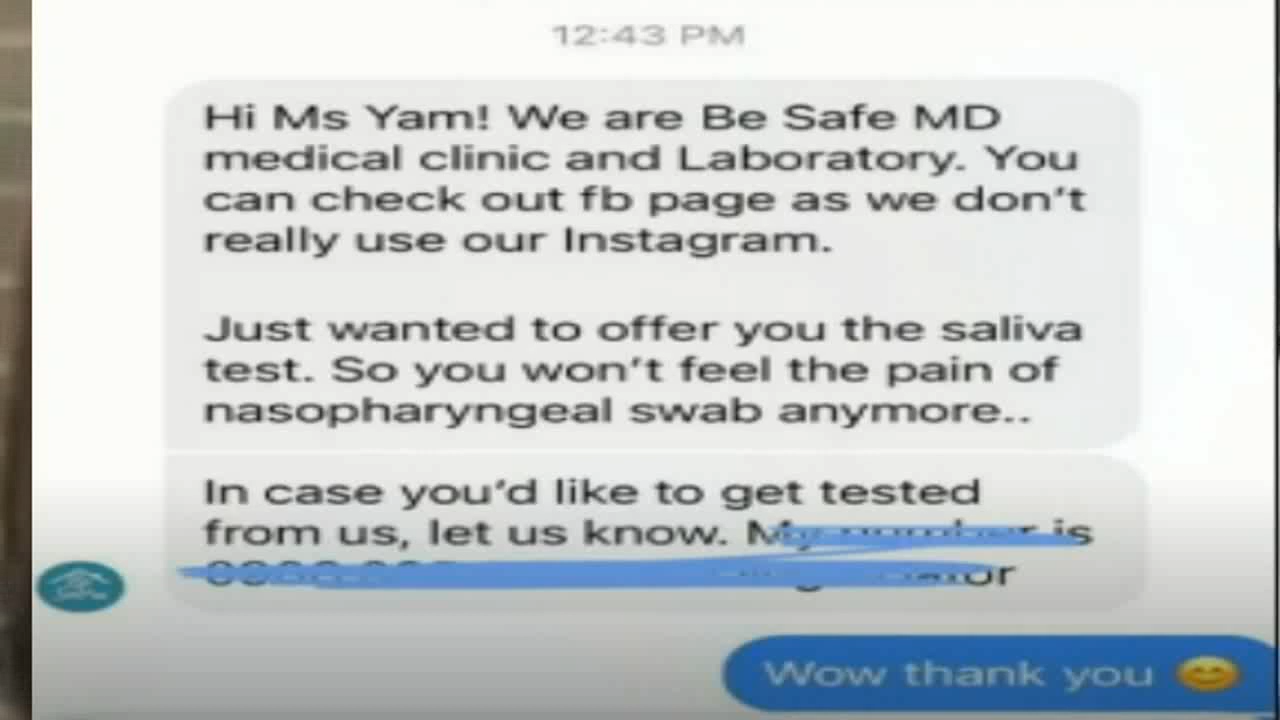 12:43 PM
Hi Ms Yam! We are Be Safe MD
medical clinic and Laboratory. You
can check out fb page as we don't
really use our Instagram.
Just wanted to offer you the saliva
test. So you won't feel the pain of
nasopharyngeal swab anymore..
In case you'd like to get tested
from us, let us know. My number is
Wow thank you 😊